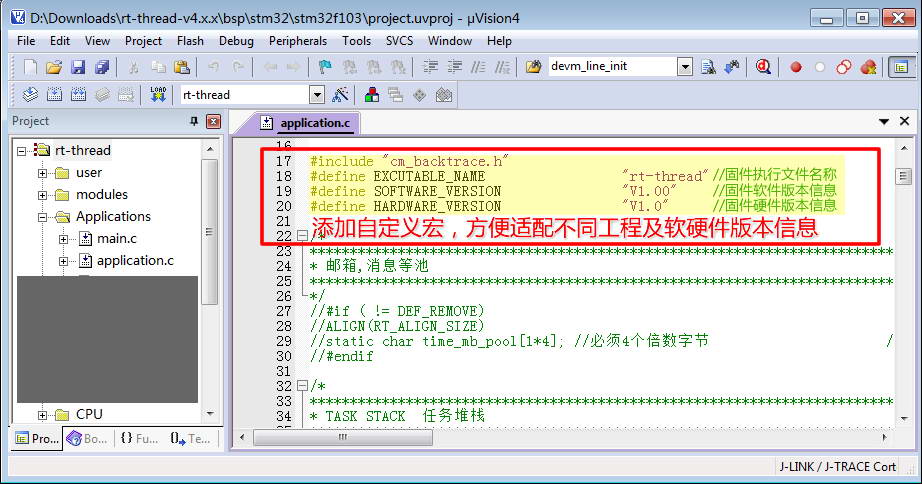 D:\Downloads\rt-thread-v4.x.x\bsp\stm32\stm32f103\project.uvproj - µVision4
File Edit View Project Flash Debug Peripherals Tools SVCS Window Help
devm_line_init
LOAD
rt-thread
Project
application.c
rt-thread
user
modules
Applications
main.c
application.c
CPU
16
17 #include "cm_backtrace.h"
18 #define EXCUTABLE_NAME "rt-thread" //固件执行文件名称
19 #define SOFTWARE_VERSION "V1.00" //固件软件版本信息
20 #define HARDWARE_VERSION "V1.0" //固件硬件版本信息
21
添加自定义宏，方便适配不同工程及软硬件版本信息
22 /*
23 ******************************************************************************
24 * 邮箱,消息等池
25 ******************************************************************************
26 */
27 //#if ( != DEF_REMOVE)
28 //ALIGN(RT_ALIGN_SIZE)
29 //static char time_mb_pool[1*4]; //必须4个倍数字节 /
30 //#endif
31
32 /*
33 ******************************************************************************
34 * TASK STACK 任务堆栈
Pro... Bo... {} Fu... Te...
J-LINK / J-TRACE Cort